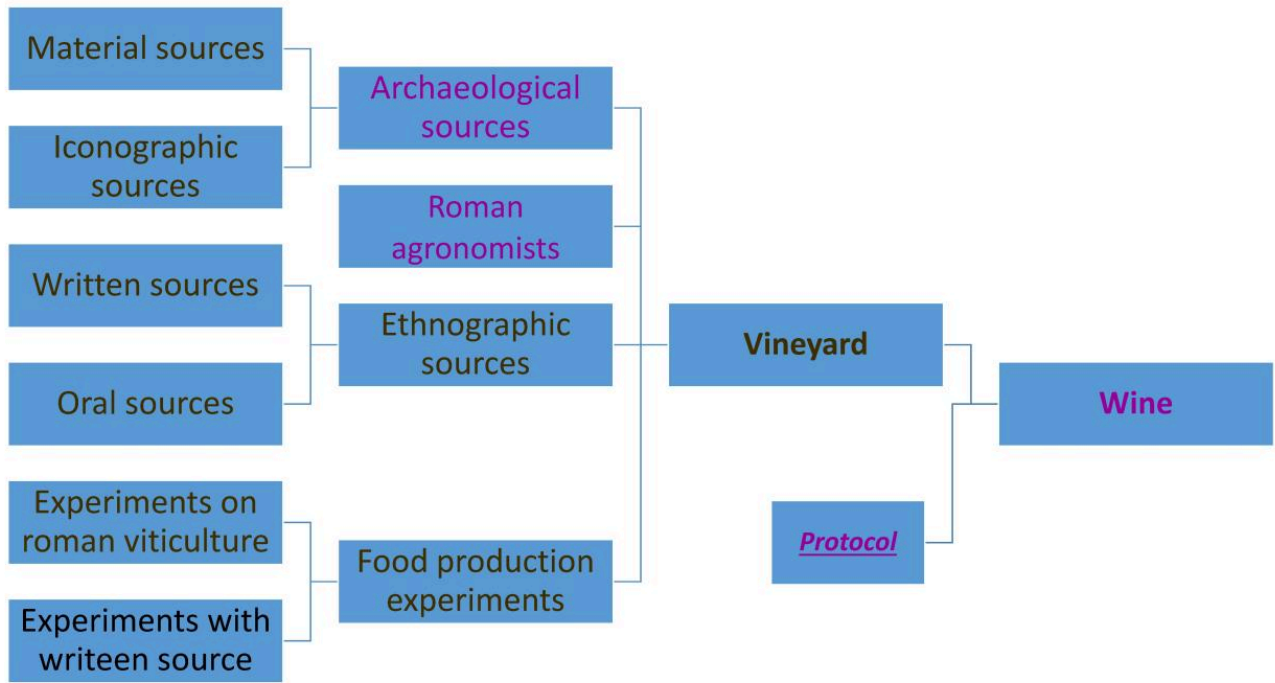 Material sources
Iconographic
sources
Written sources
Oral sources
Experiments on
roman viticulture
Experiments with
writeen source
Archaeological
sources
Roman
agronomists
Ethnographic
sources
Food production
experiments
Vineyard
Protocol
Wine